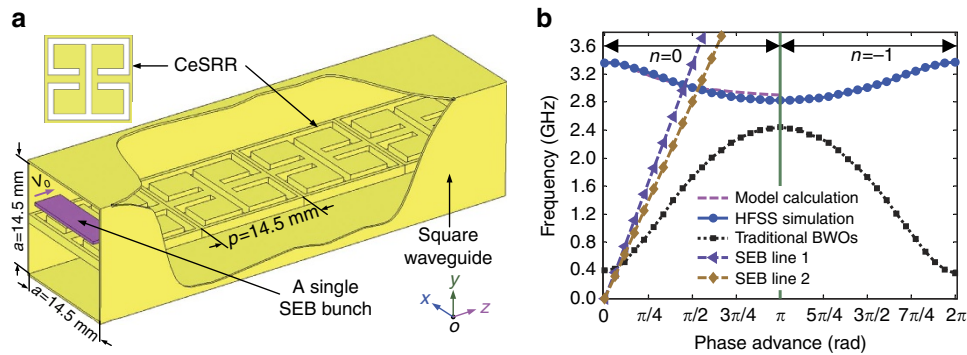 a
CeSRR
V0
a=14.5 mm
a=14.5 mm
p=14.5 mm
A single
SEB bunch
Square
waveguide
x
y
z
o
b
Frequency (GHz)
3.6
3.2
2.8
2.4
2.0
1.6
1.2
0.8
0.4
0.0
n=0
n=−1
Model calculation
HFSS simulation
Traditional BWOs
SEB line 1
SEB line 2
0 π/4 π/2 3π/4 π 5π/4 3π/2 7π/4 2π
Phase advance (rad)